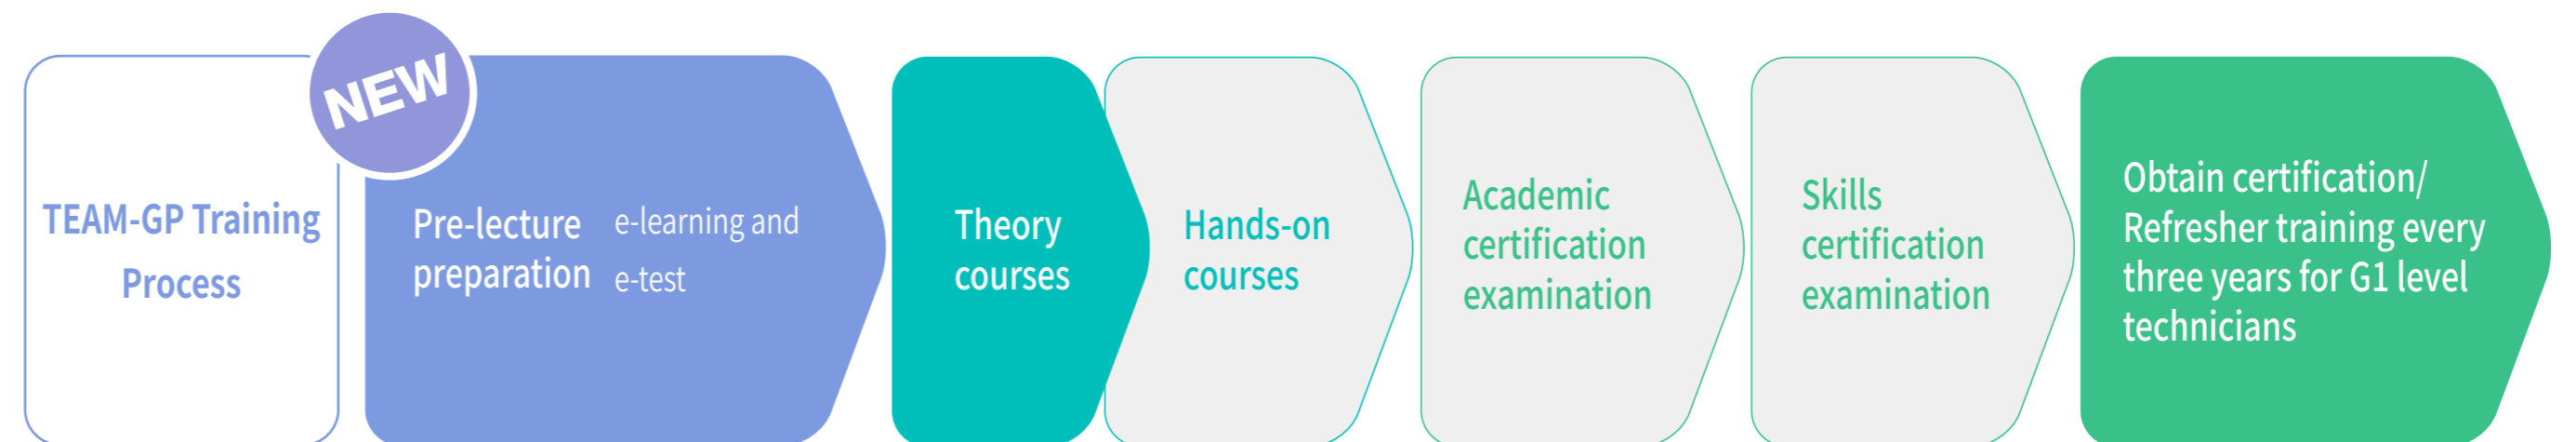 TEAM-GP Training
Process
NEW
Pre-lecture
preparation
e-learning and
e-test
Theory
courses
Hands-on
courses
Academic
certification
examination
Skills
certification
examination
Obtain certification/
Refresher training every
three years for G1 level
technicians